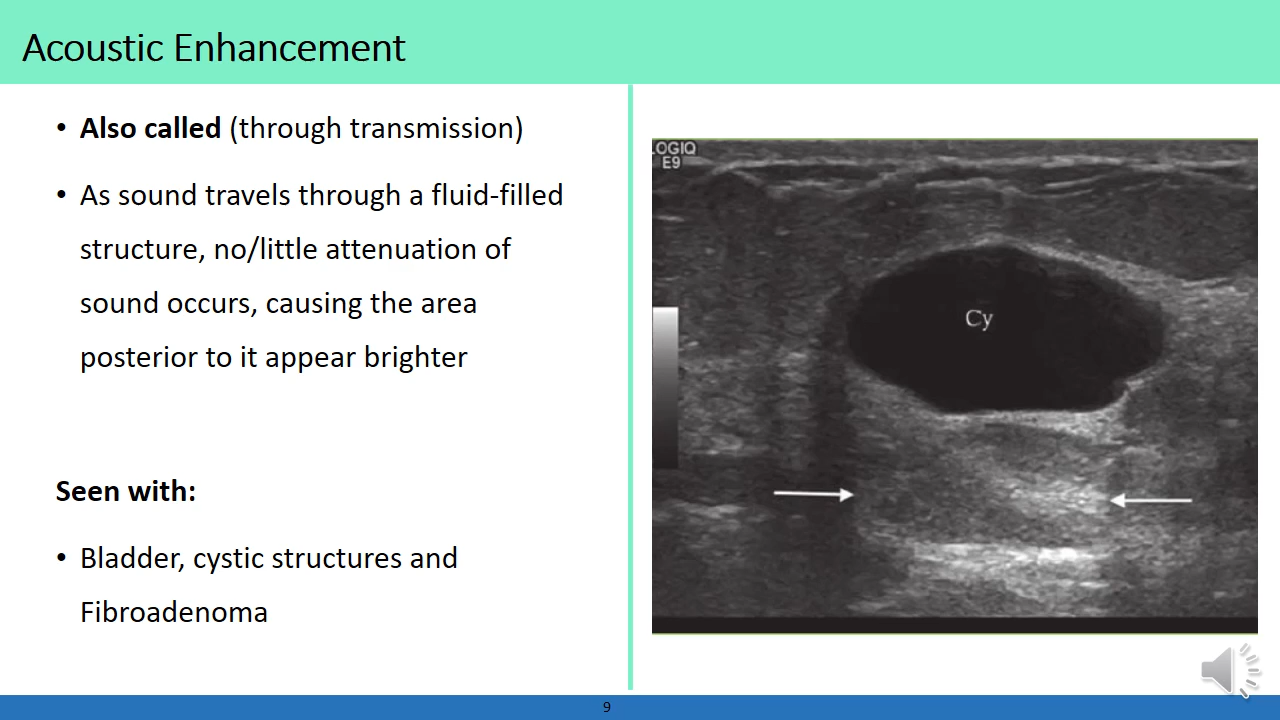 Acoustic Enhancement
• Also called (through transmission)
• As sound travels through a fluid-filled
structure, no/little attenuation of
sound occurs, causing the area
posterior to it appear brighter
Seen with:
• Bladder, cystic structures and
Fibroadenoma
LOGIQ
E9
Cy
9